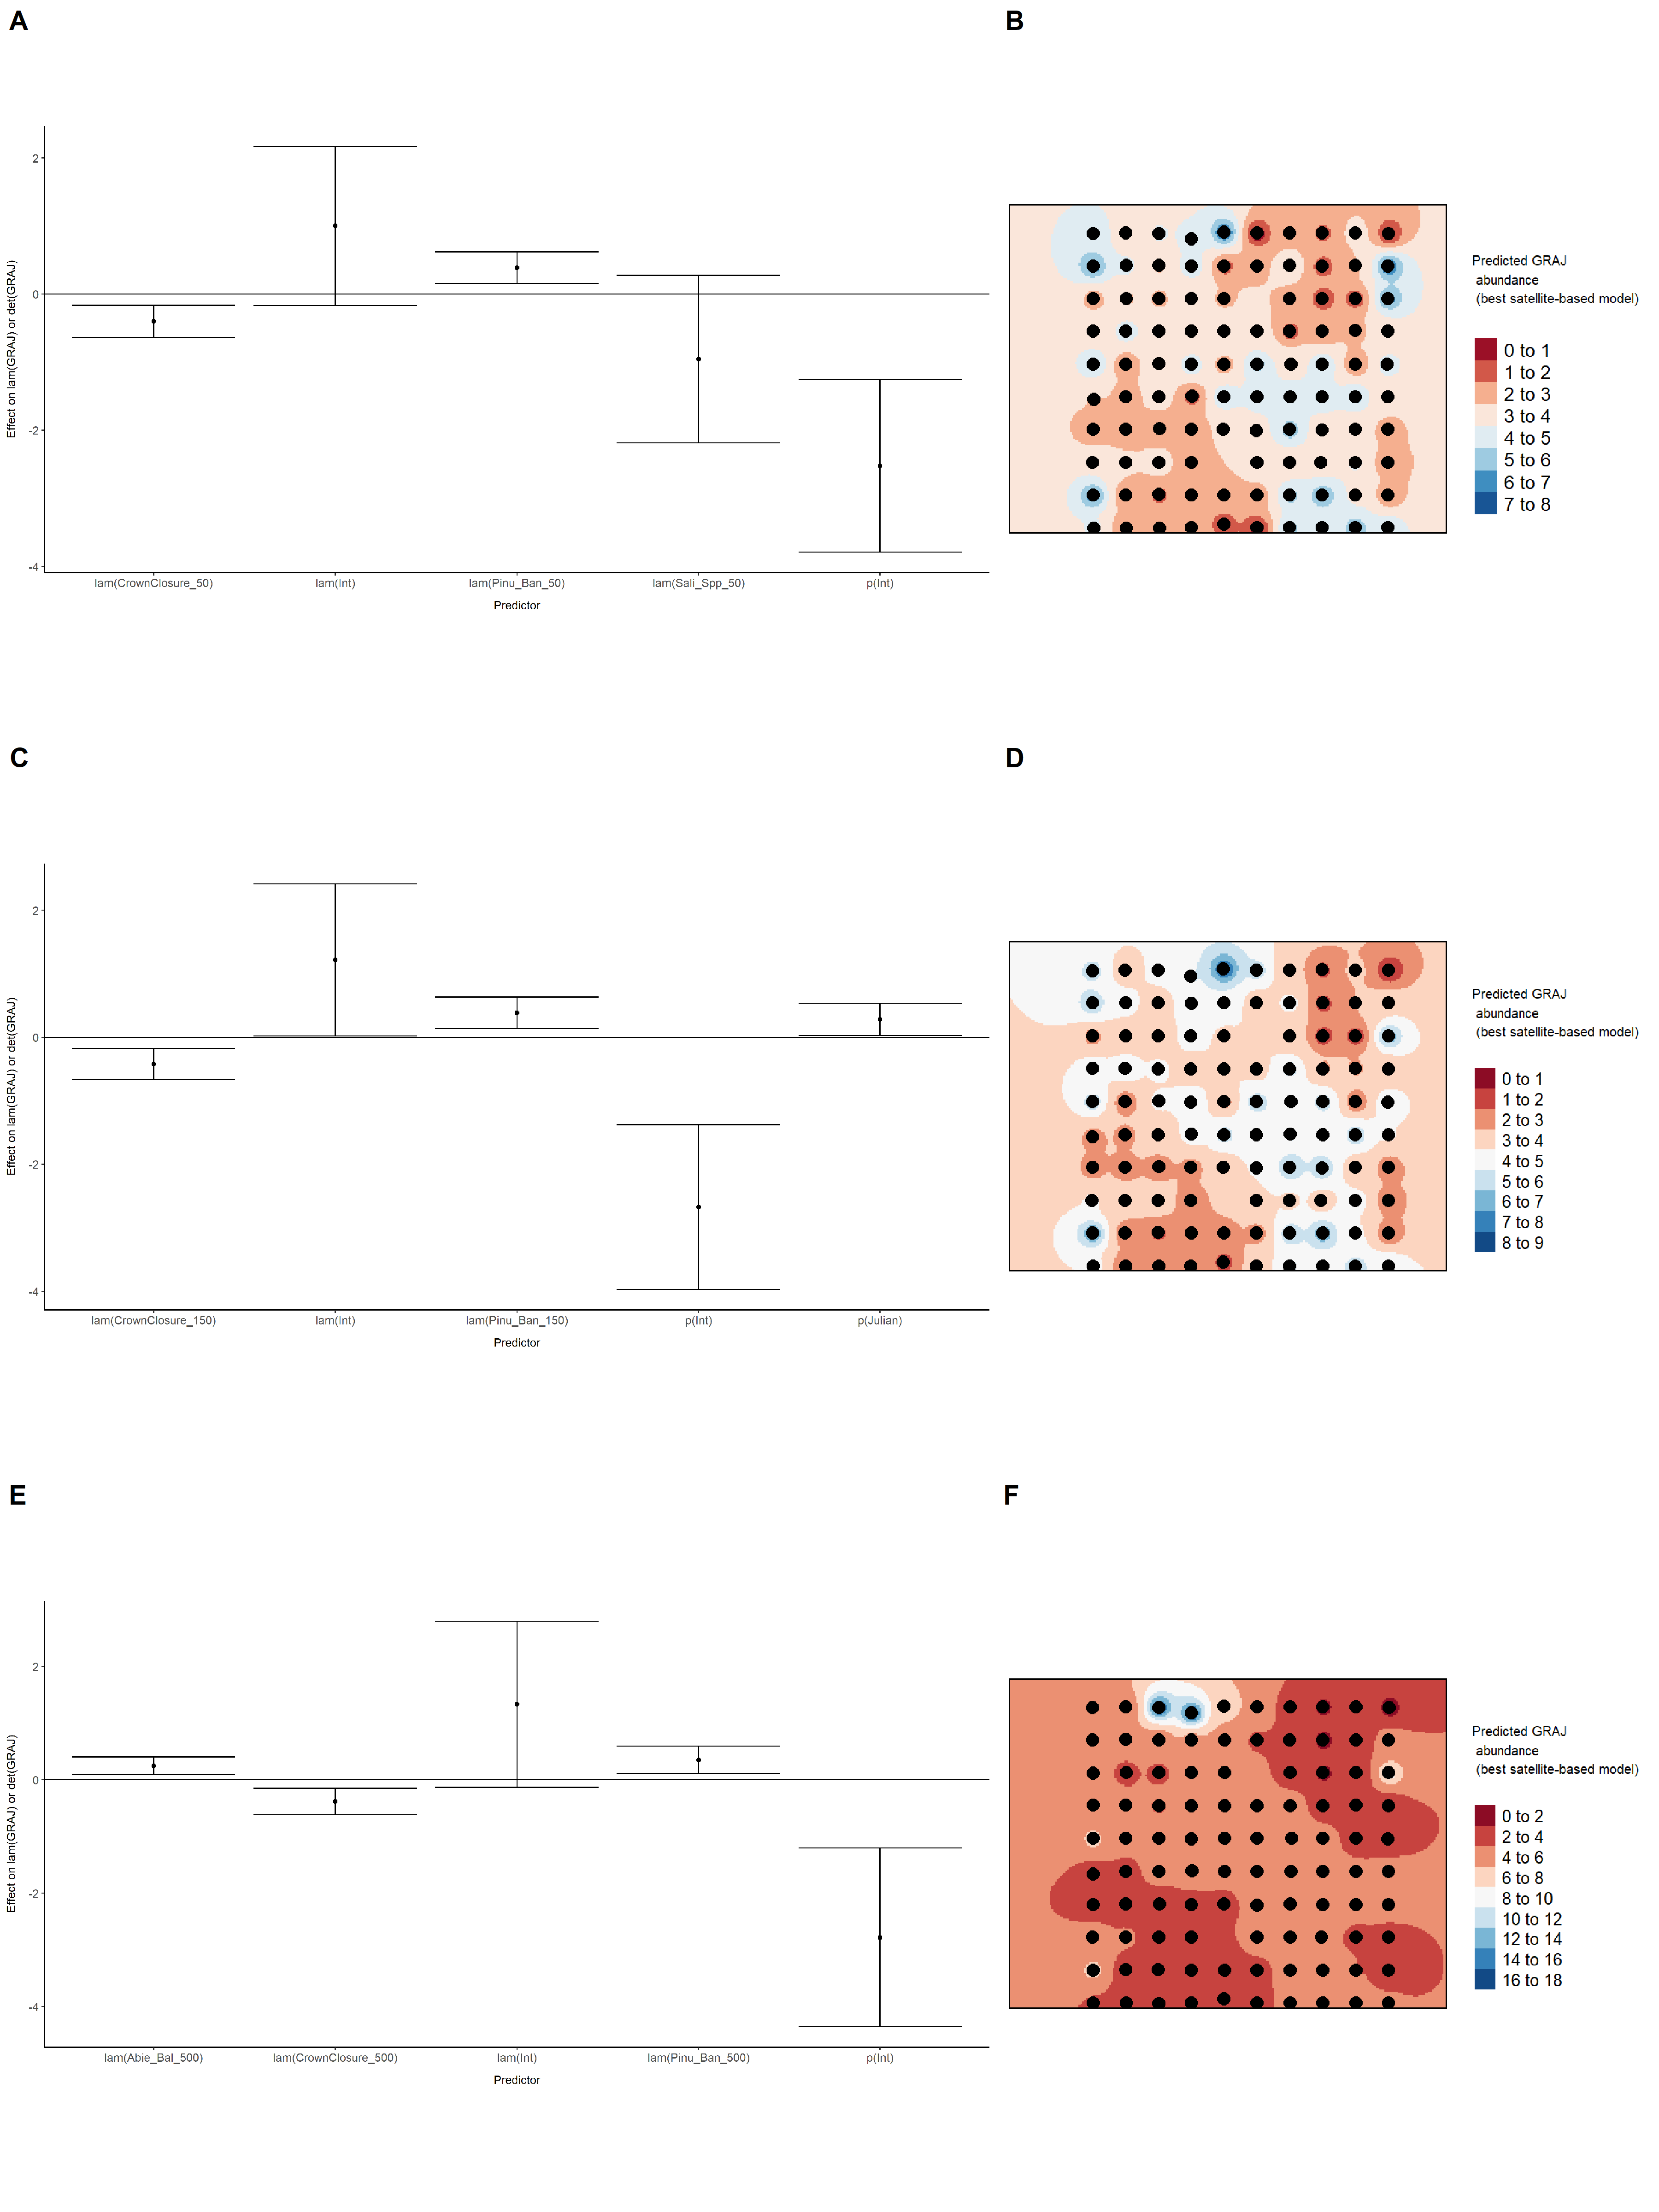 A
B
Effect on lam(GRAJ) or det(GRAJ)
2
0
-2
-4
lam(CrownClosure_50)
lam(Int)
lam(Pinu_Ban_50)
lam(Sali_Spp_50)
p(Int)
Predictor
Predicted GRAJ
abundance
(best satellite-based model)
0 to 1
1 to 2
2 to 3
3 to 4
4 to 5
5 to 6
6 to 7
7 to 8
C
D
Effect on lam(GRAJ) or det(GRAJ)
2
0
-2
-4
lam(CrownClosure_150)
lam(Int)
lam(Pinu_Ban_150)
p(Int)
p(Julian)
Predictor
Predicted GRAJ
abundance
(best satellite-based model)
0 to 1
1 to 2
2 to 3
3 to 4
4 to 5
5 to 6
6 to 7
7 to 8
8 to 9
E
F
Effect on lam(GRAJ) or det(GRAJ)
2
0
-2
-4
lam(Abie_Bal_500)
lam(CrownClosure_500)
lam(Int)
lam(Pinu_Ban_500)
p(Int)
Predictor
Predicted GRAJ
abundance
(best satellite-based model)
0 to 2
2 to 4
4 to 6
6 to 8
8 to 10
10 to 12
12 to 14
14 to 16
16 to 18